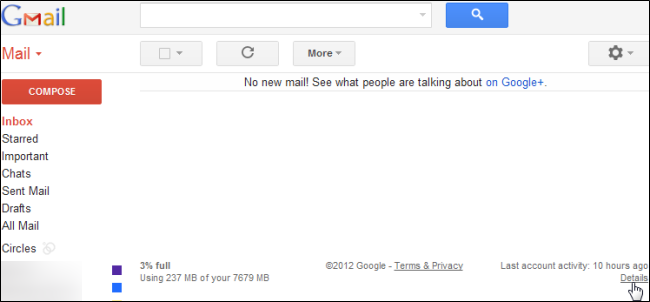 Gmail
Mail
More
No new mail! See what people are talking about on Google+.
COMPOSE
Inbox
Starred
Important
Chats
Sent Mail
Drafts
All Mail
Circles
3% full
Using 237 MB of your 7679 MB
©2012 Google - Terms & Privacy
Last account activity: 10 hours ago
Details